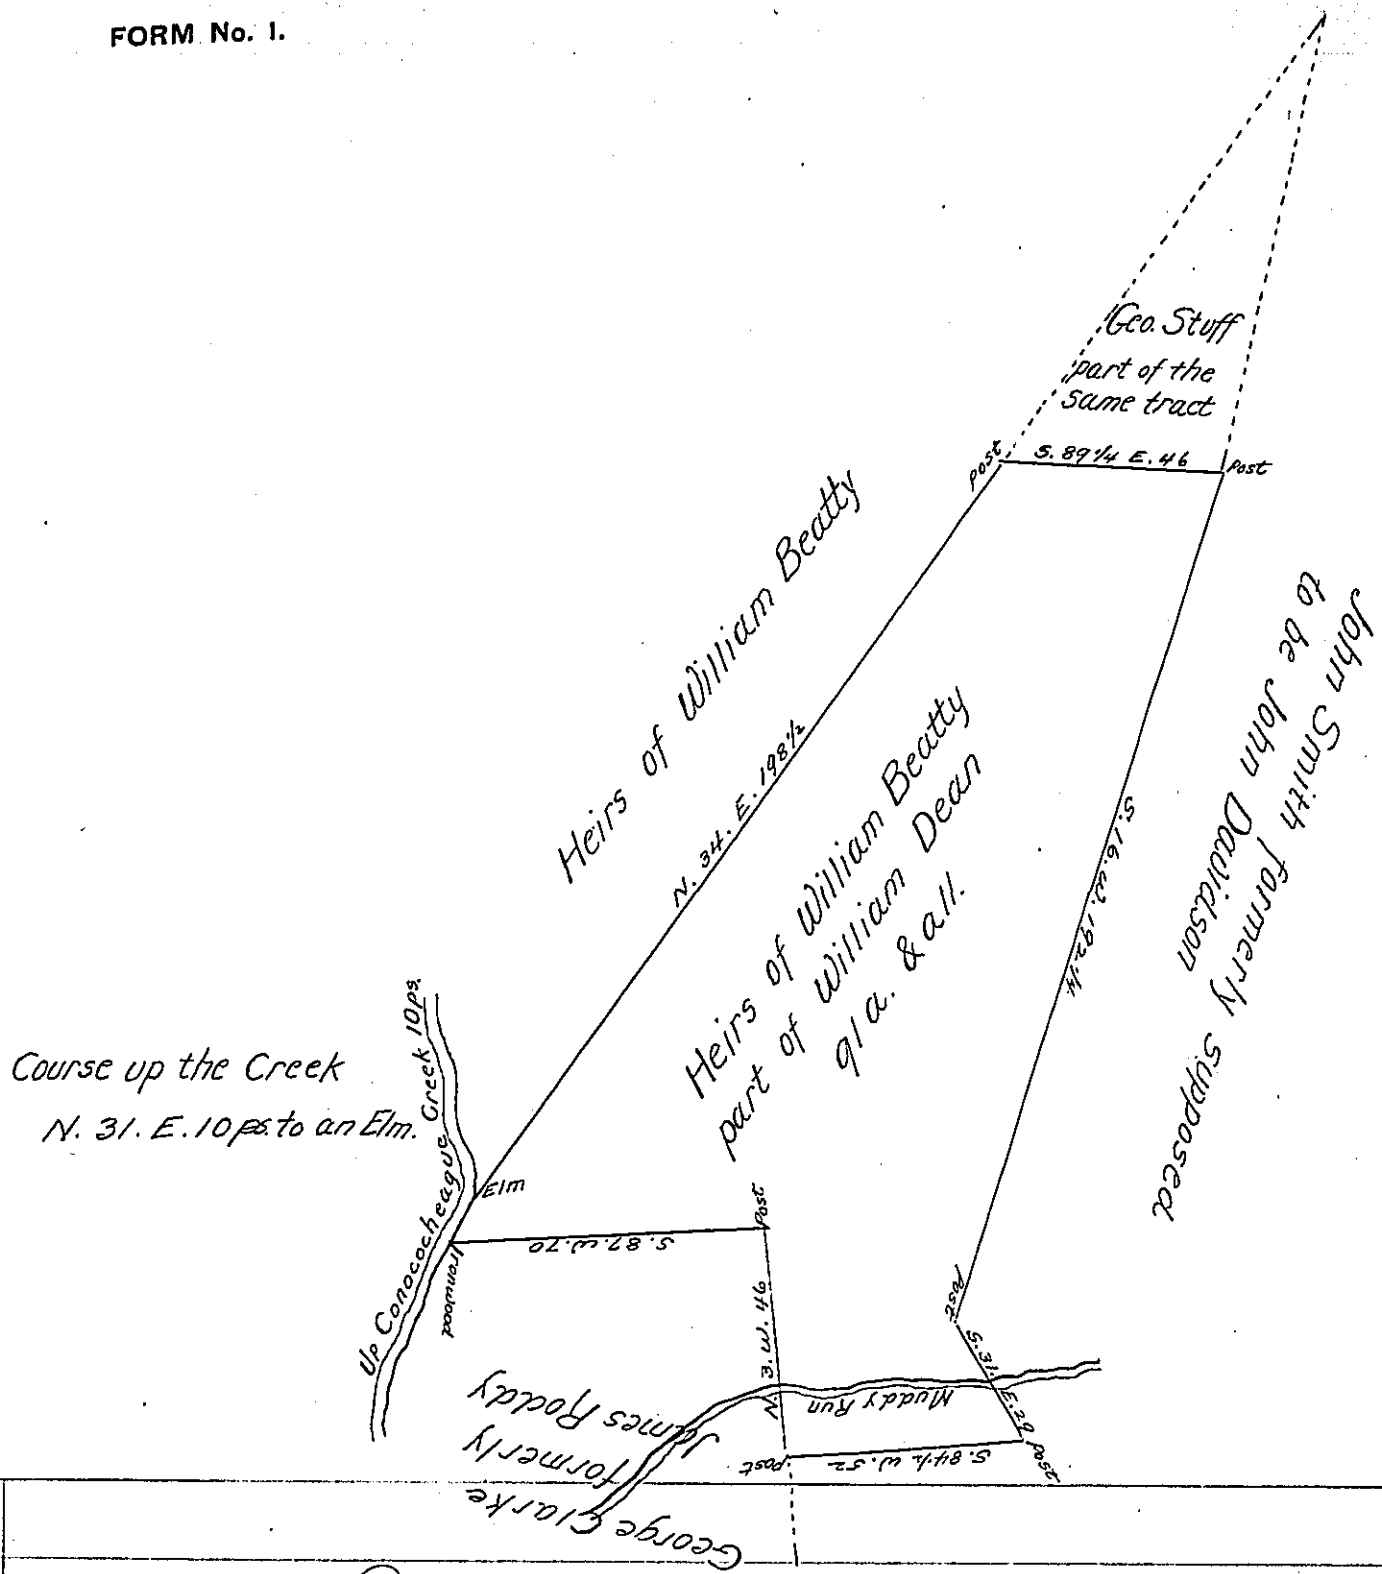 FORM No. 1.
Geo. Stuff
part of the
same tract
Post
S. 89 1/4 E. 46
Post
Heirs of William Beatty
N. 34. E. 198 1/2
Heirs of William Beatty
part of William Dean
91 a. & all.
S. 16. W. 192 1/4
John Smith formerly supposed
to be John Davidson
Course up the Creek
N. 31. E. 10 ps. to an Elm.
Up Conococheague Creek 10 ps.
Elm
Ironwood
S. 87. W. 70
Post
N. 3. W. 46
Post
S. 31. E. 29
Muddy Run
Post
S. 84 1/2 W. 52
Post
George Clarke
formerly
James Roddy